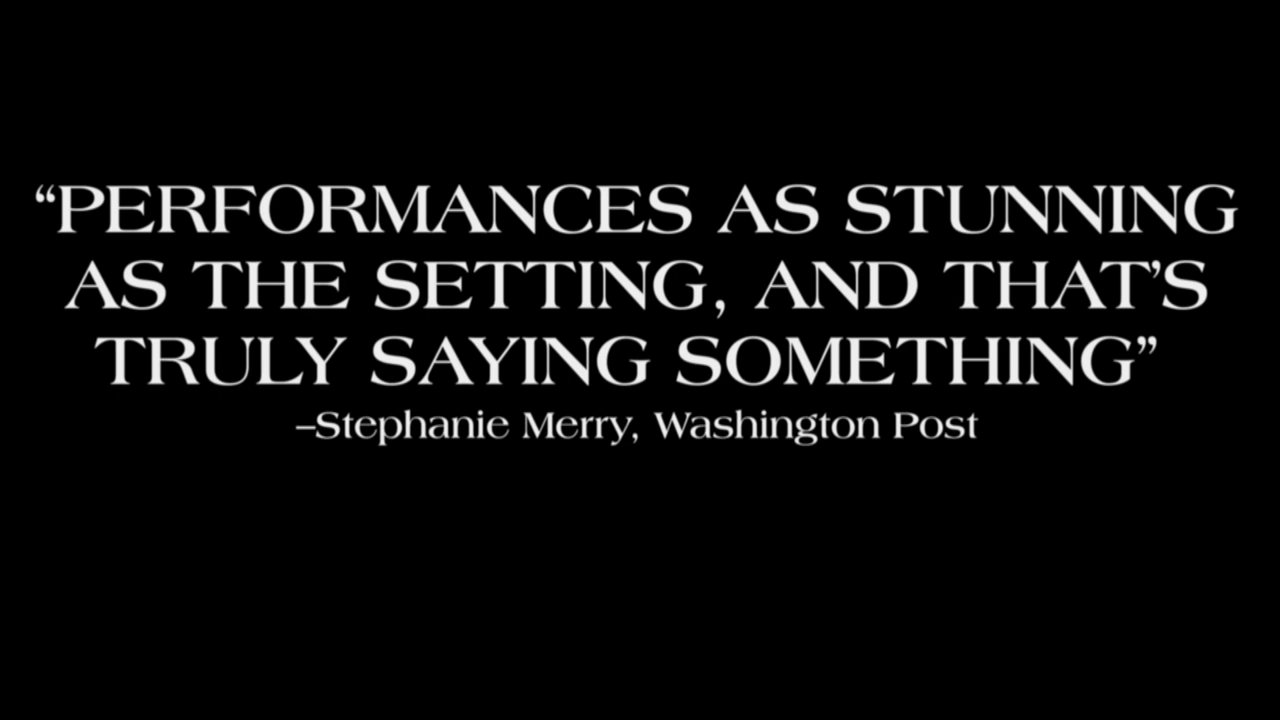 “PERFORMANCES AS STUNNING
AS THE SETTING, AND THAT’S
TRULY SAYING SOMETHING”
–Stephanie Merry, Washington Post